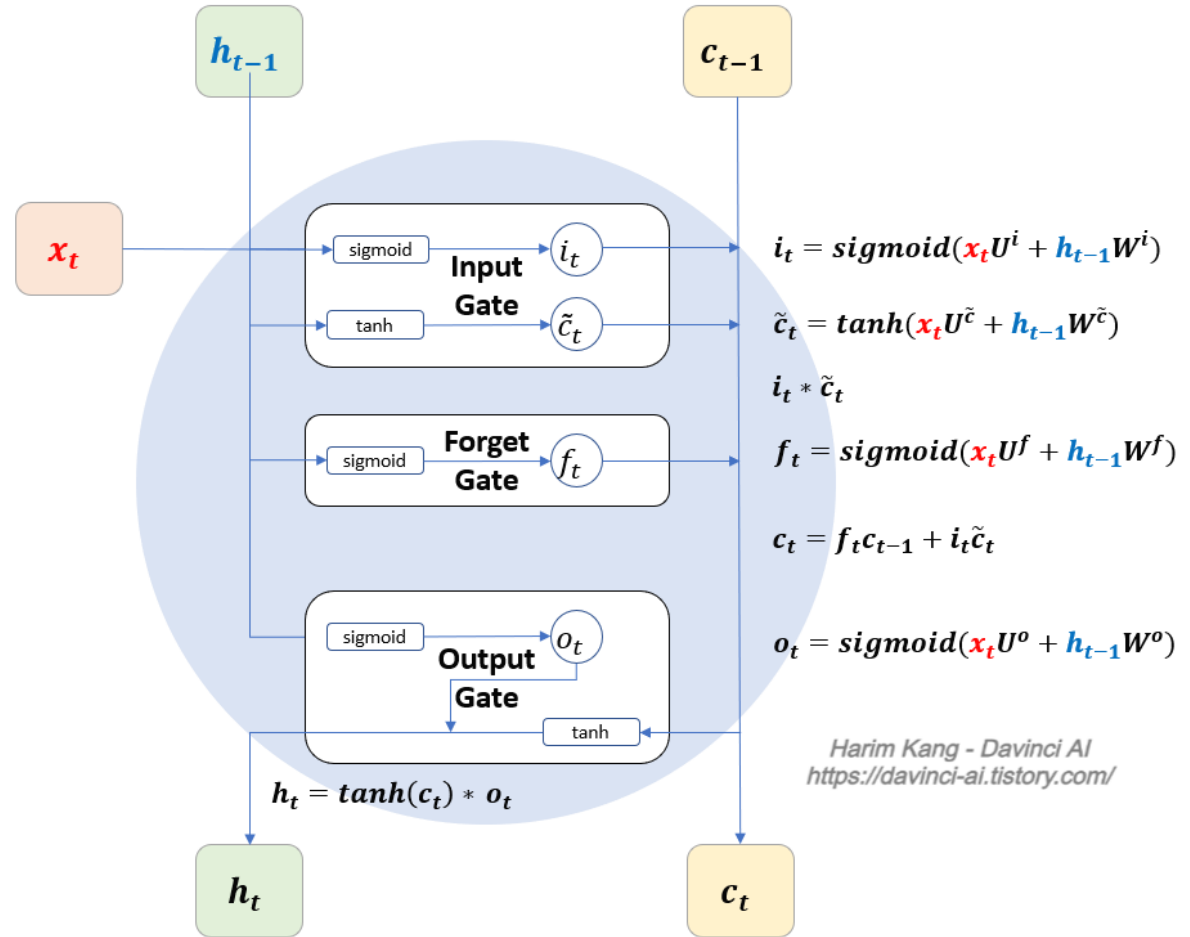 h_{t-1}
c_{t-1}
x_t
sigmoid
i_t
Input
Gate
tanh
c̃_t
i_t = sigmoid(x_t U^i + h_{t-1} W^i)
c̃_t = tanh(x_t U^{c̃} + h_{t-1} W^{c̃})
i_t * c̃_t
sigmoid
Forget
Gate
f_t
f_t = sigmoid(x_t U^f + h_{t-1} W^f)
c_t = f_t c_{t-1} + i_t c̃_t
sigmoid
o_t
Output
Gate
tanh
o_t = sigmoid(x_t U^o + h_{t-1} W^o)
Harim Kang - Davinci AI
https://davinci-ai.tistory.com/
h_t = tanh(c_t) * o_t
h_t
c_t